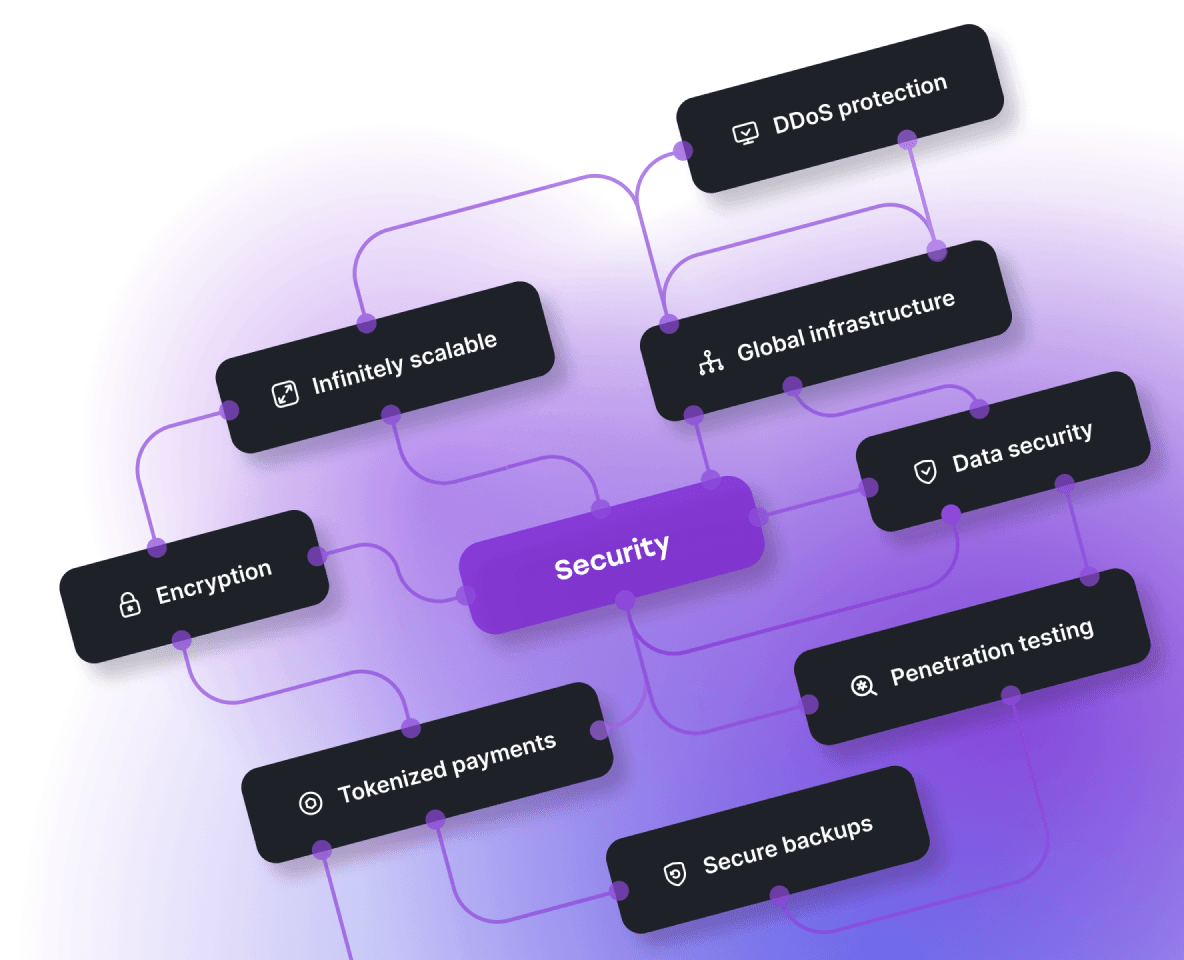 DDoS protection
Global infrastructure
Infinitely scalable
Data security
Security
Encryption
Penetration testing
Tokenized payments
Secure backups